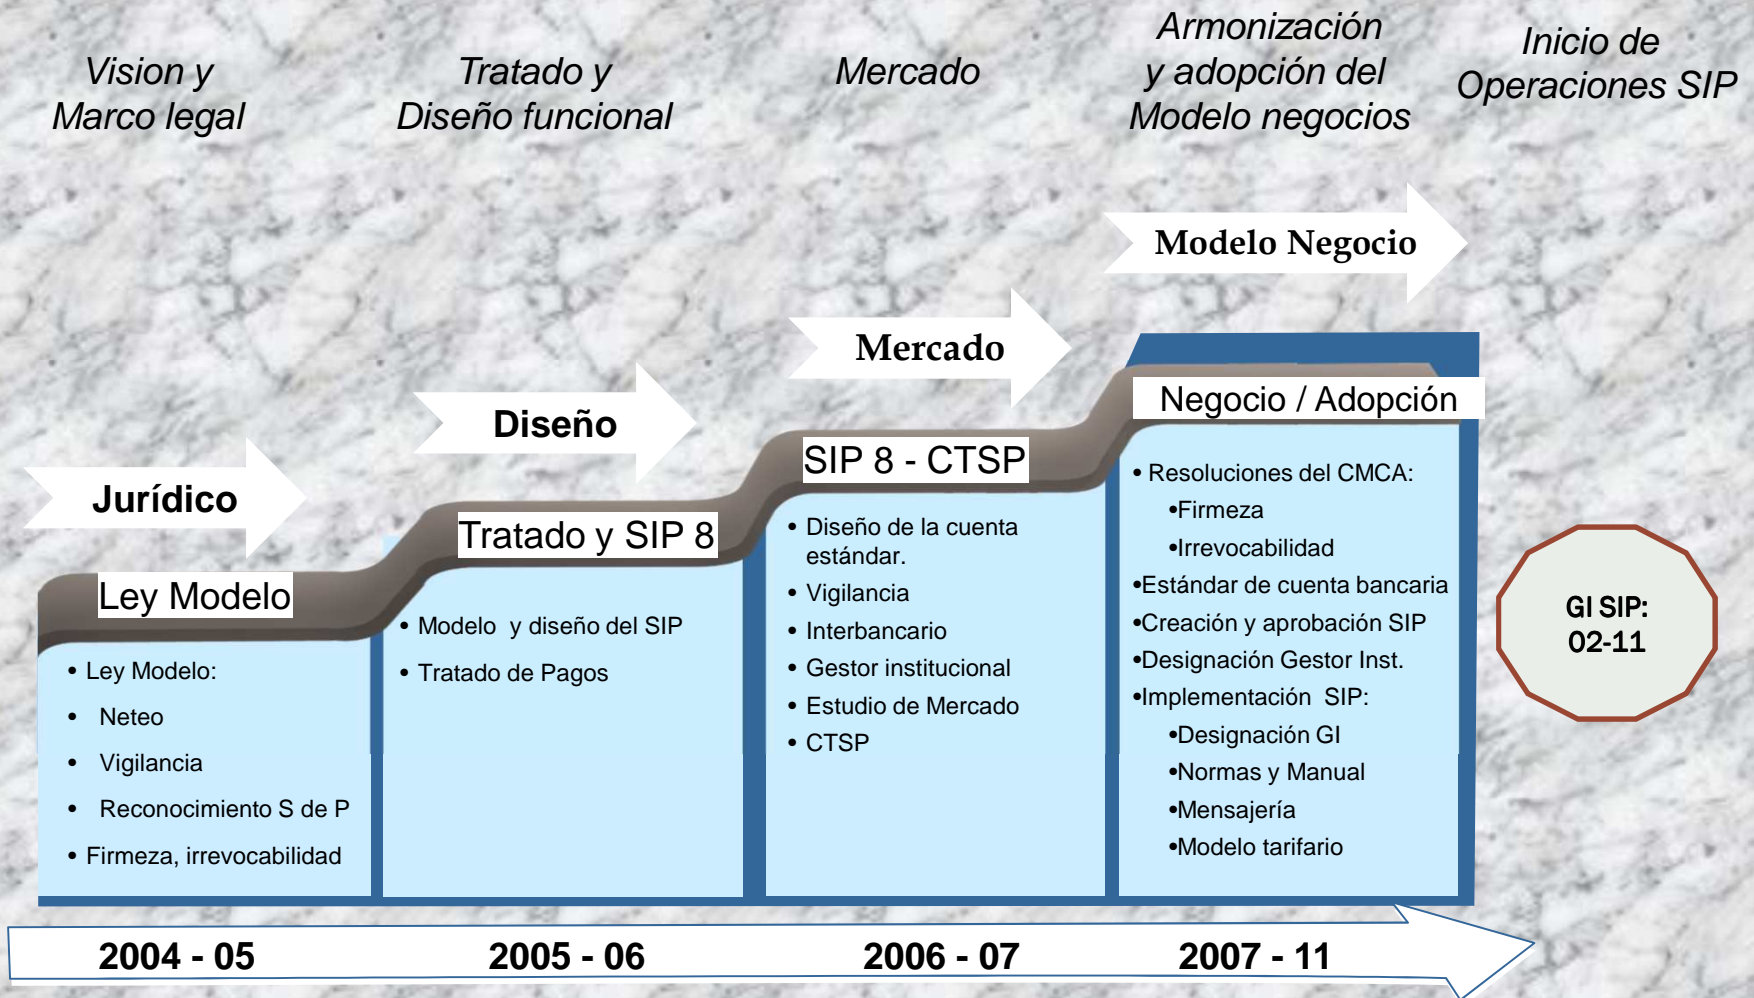 Vision y
Marco legal
Tratado y
Diseño funcional
Mercado
Armonización
y adopción del
Modelo negocios
Inicio de
Operaciones SIP
Jurídico
Diseño
Mercado
Modelo Negocio
Ley Modelo
• Ley Modelo:
• Neteo
• Vigilancia
• Reconocimiento S de P
• Firmeza, irrevocabilidad
Tratado y SIP 8
• Modelo y diseño del SIP
• Tratado de Pagos
SIP 8 - CTSP
• Diseño de la cuenta
estándar.
• Vigilancia
• Interbancario
• Gestor institucional
• Estudio de Mercado
• CTSP
Negocio / Adopción
• Resoluciones del CMCA:
•Firmeza
•Irrevocabilidad
•Estándar de cuenta bancaria
•Creación y aprobación SIP
•Designación Gestor Inst.
•Implementación SIP:
•Designación GI
•Normas y Manual
•Mensajería
•Modelo tarifario
GI SIP:
02-11
2004 - 05
2005 - 06
2006 - 07
2007 - 11